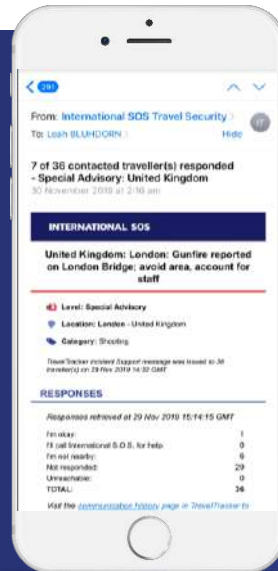 291
From: International SOS Travel Security
IT
To: Leah BLUHDORN
Hide
7 of 36 contacted traveller(s) responded
- Special Advisory: United Kingdom
30 November 2019 at 2:16 am
INTERNATIONAL SOS
United Kingdom: London: Gunfire reported
on London Bridge; avoid area, account for
staff
Level: Special Advisory
Location: London - United Kingdom
Category: Shooting
TravelTracker Incident Support message was issued to 36
traveller(s) on 29 Nov 2019 14:32 GMT
RESPONSES
Responses retrieved at 29 Nov 2019 15:14:15 GMT
I'm okay: 1
I'll call International S.O.S. for help: 0
I'm not nearby: 6
Not responded: 29
Unreachable: 0
TOTAL: 36
Visit the communication history page in TravelTracker to